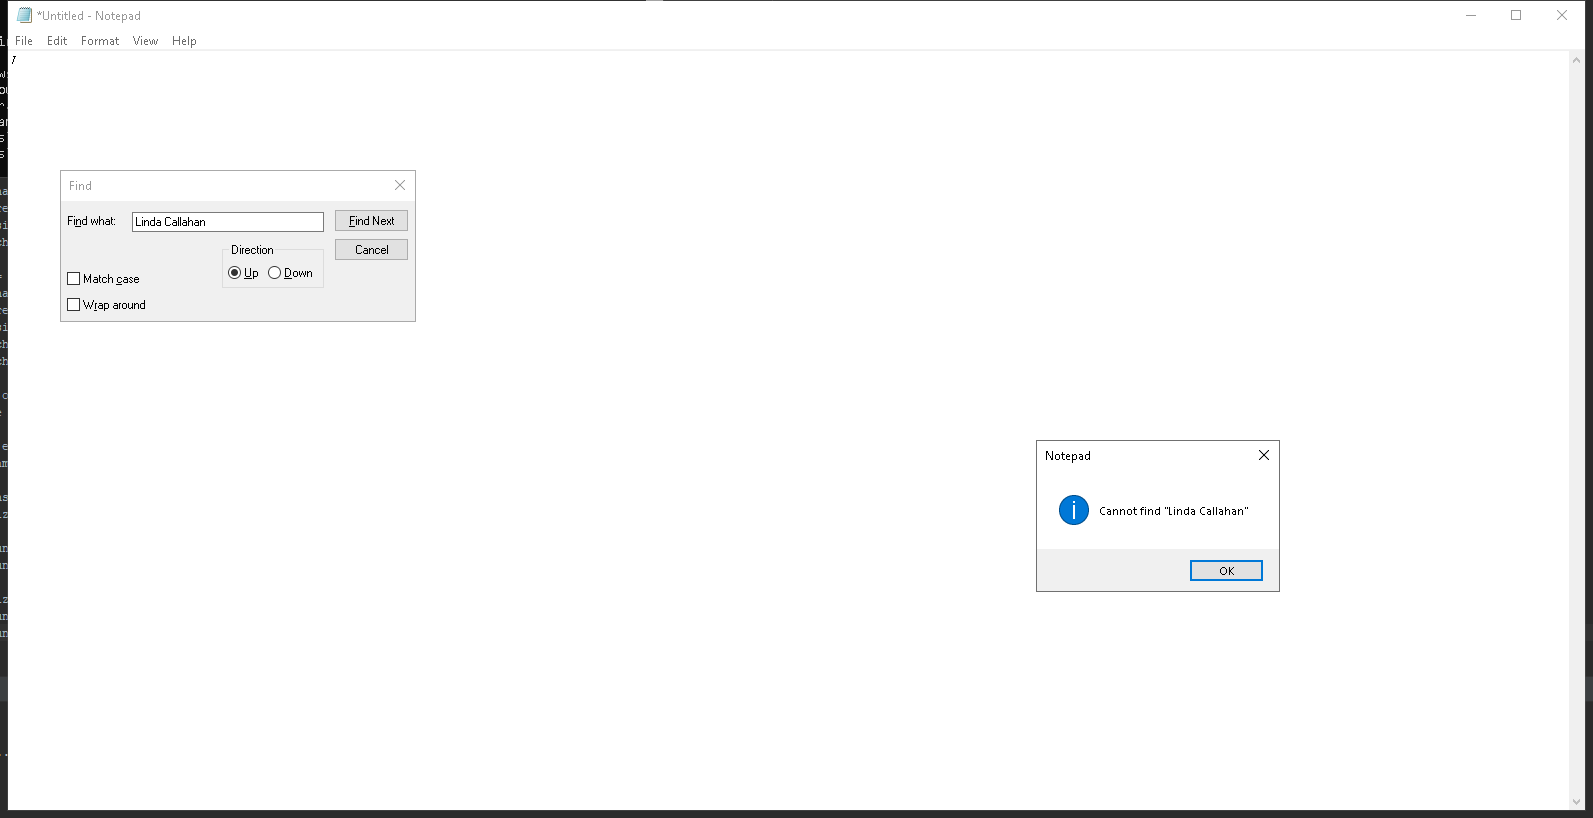 *Untitled - Notepad
File Edit Format View Help
Find
Find what: Linda Callahan Find Next
Direction Cancel
Up Down
Match case
Wrap around
Notepad
Cannot find "Linda Callahan"
OK